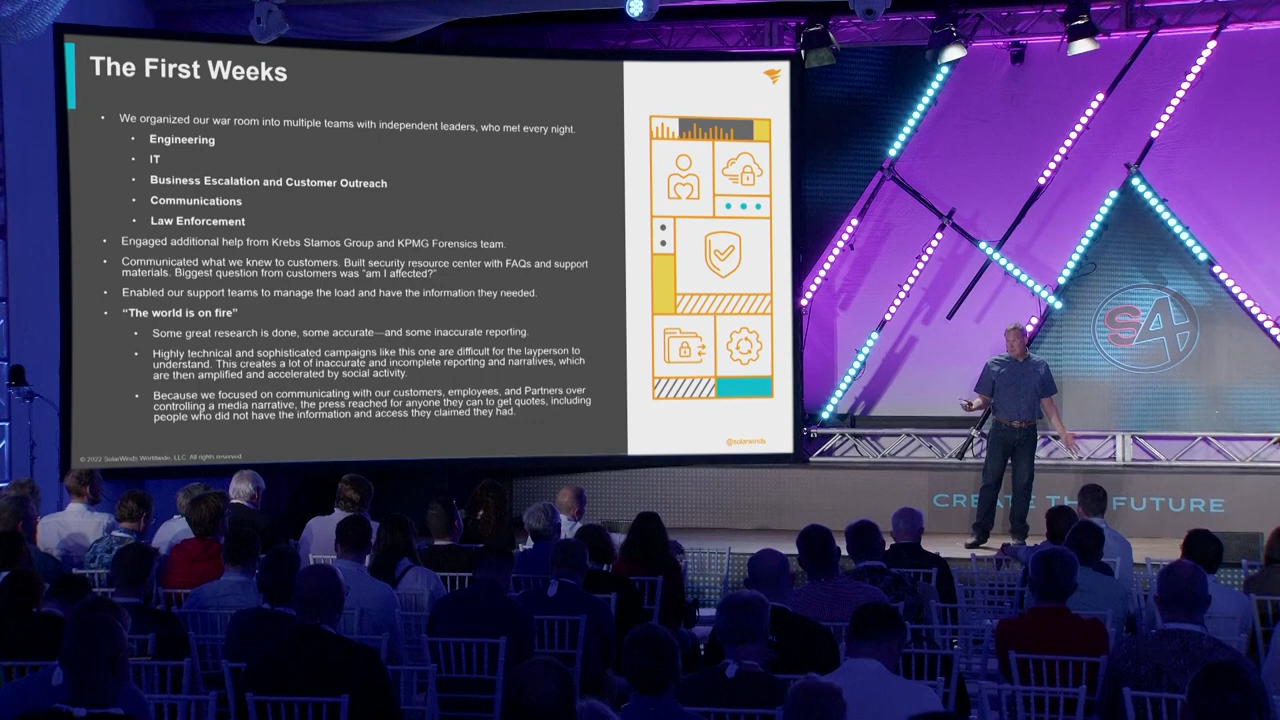 The First Weeks
We organized our war room into multiple teams with independent leaders, who met every night.
Engineering
IT
Business Escalation and Customer Outreach
Communications
Law Enforcement
Engaged additional help from Krebs Stamos Group and KPMG Forensics team.
Communicated what we knew to customers. Built security resource center with FAQs and support
materials. Biggest question from customers was “am I affected?”
Enabled our support teams to manage the load and have the information they needed.
“The world is on fire”
Some great research is done, some accurate—and some inaccurate reporting.
Highly technical and sophisticated campaigns like this one are difficult for the layperson to
understand. This creates a lot of inaccurate and incomplete reporting and narratives, which
are then amplified and accelerated by social activity.
Because we focused on communicating with our customers, employees, and Partners over
controlling a media narrative, the press reached for anyone they can to get quotes, including
people who did not have the information and access they claimed they had.
@solarwinds
© 2022 SolarWinds Worldwide, LLC. All rights reserved.
S4
FUTURE